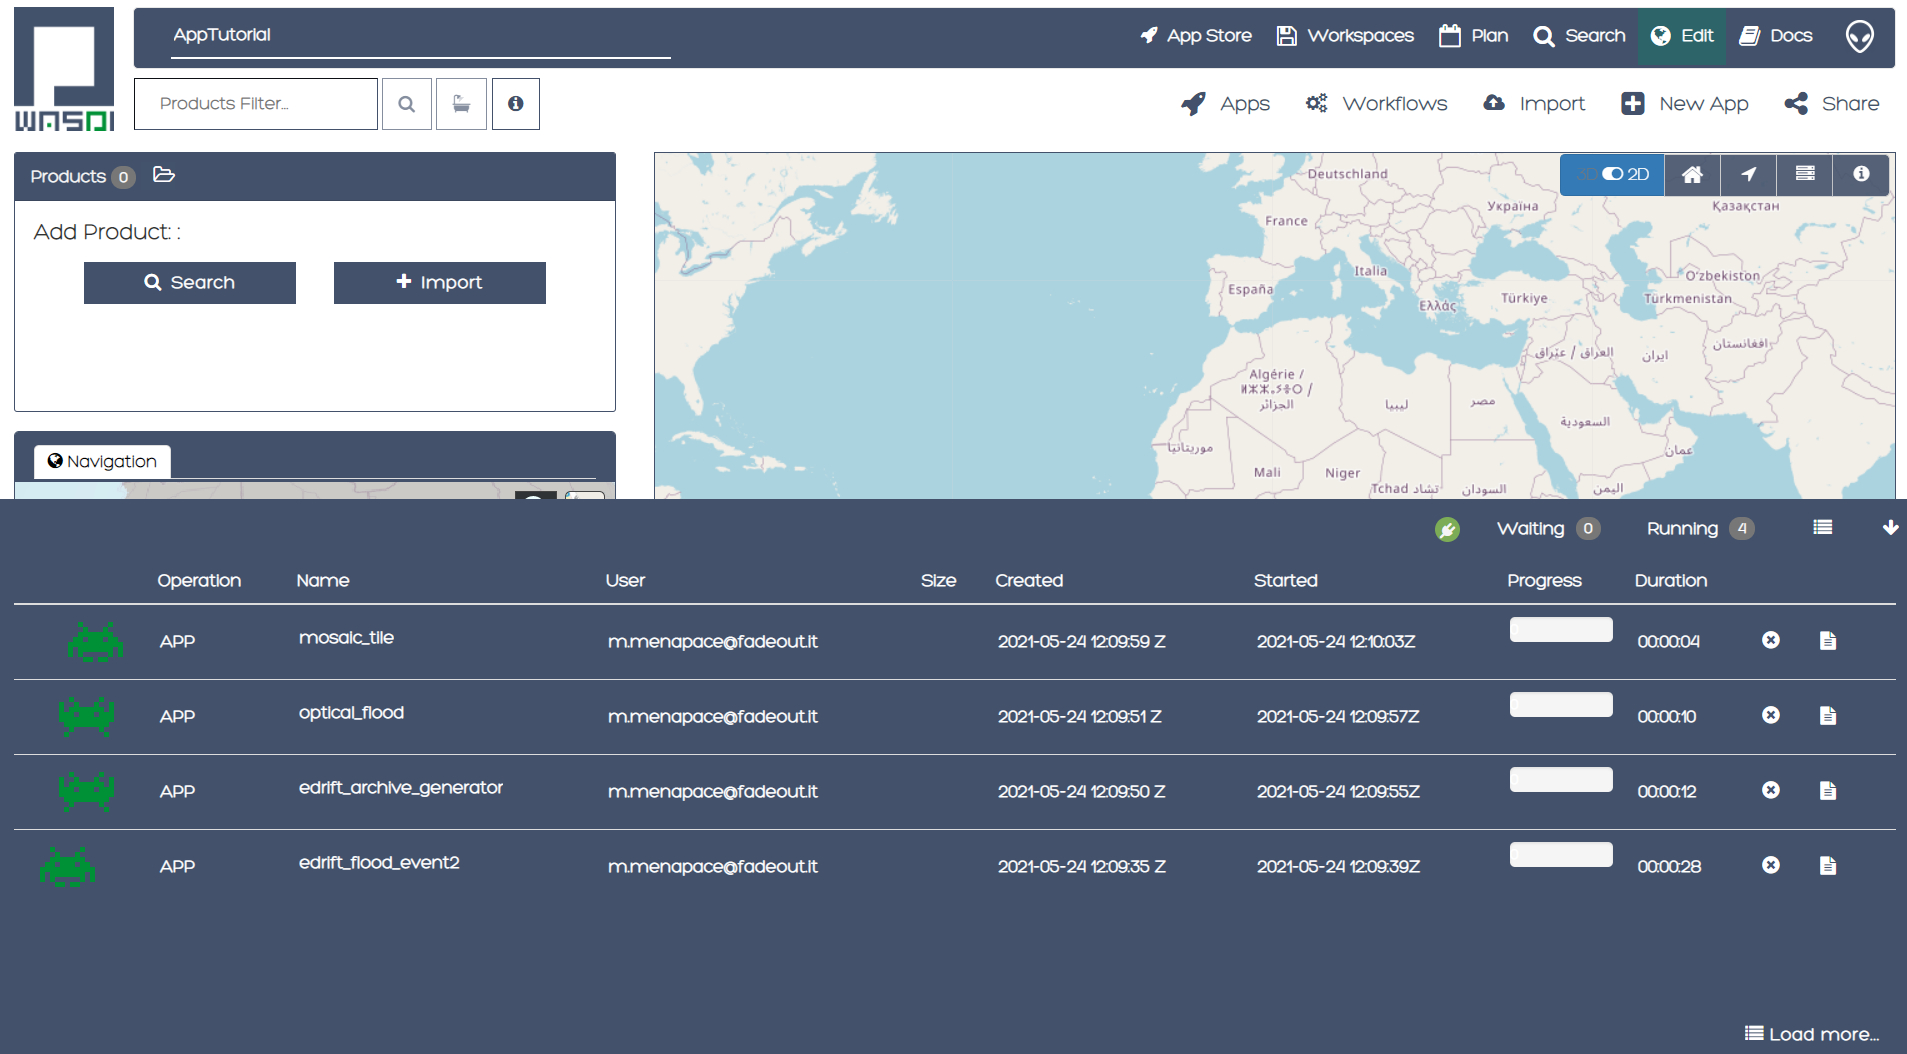 AppTutorial
App Store
Workspaces
Plan
Search
Edit
Docs
WASDI
Products Filter...
Apps
Workflows
Import
New App
Share
Products 0
Add Product: :
Search
Import
Navigation
2D
Deutschland
Україна
Қазақстан
France
Italia
O'zbekiston
España
Ελλάς
Türkiye
Türkmenistan
العراق / عێراق
ایران
افغانستان
Algérie /
ⵍⵣⵣⴰⵢⴻⵔ /
الجزائر
ليبيا
مصر
السعودية
موريتانيا
عمان
Mali
Niger
Tchad تشاد
السودان
اليمن
Waiting 0
Running 4
Operation Name User Size Created Started Progress Duration
APP mosaic_tile m.menapace@fadeout.it 2021-05-24 12:09:59 Z 2021-05-24 12:10:03Z 00:00:04
APP optical_flood m.menapace@fadeout.it 2021-05-24 12:09:51 Z 2021-05-24 12:09:57Z 00:00:10
APP edrift_archive_generator m.menapace@fadeout.it 2021-05-24 12:09:50 Z 2021-05-24 12:09:55Z 00:00:12
APP edrift_flood_event2 m.menapace@fadeout.it 2021-05-24 12:09:35 Z 2021-05-24 12:09:39Z 00:00:28
Load more...